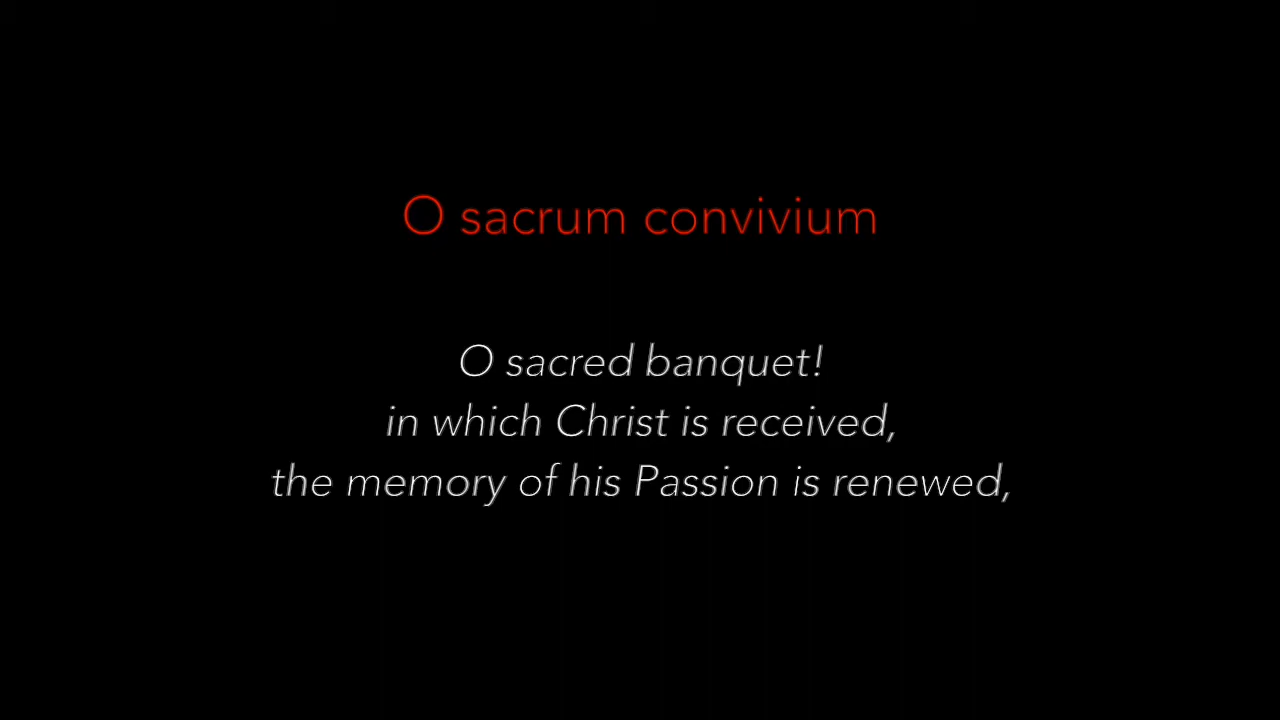 O sacrum convivium
O sacred banquet!
in which Christ is received,
the memory of his Passion is renewed,